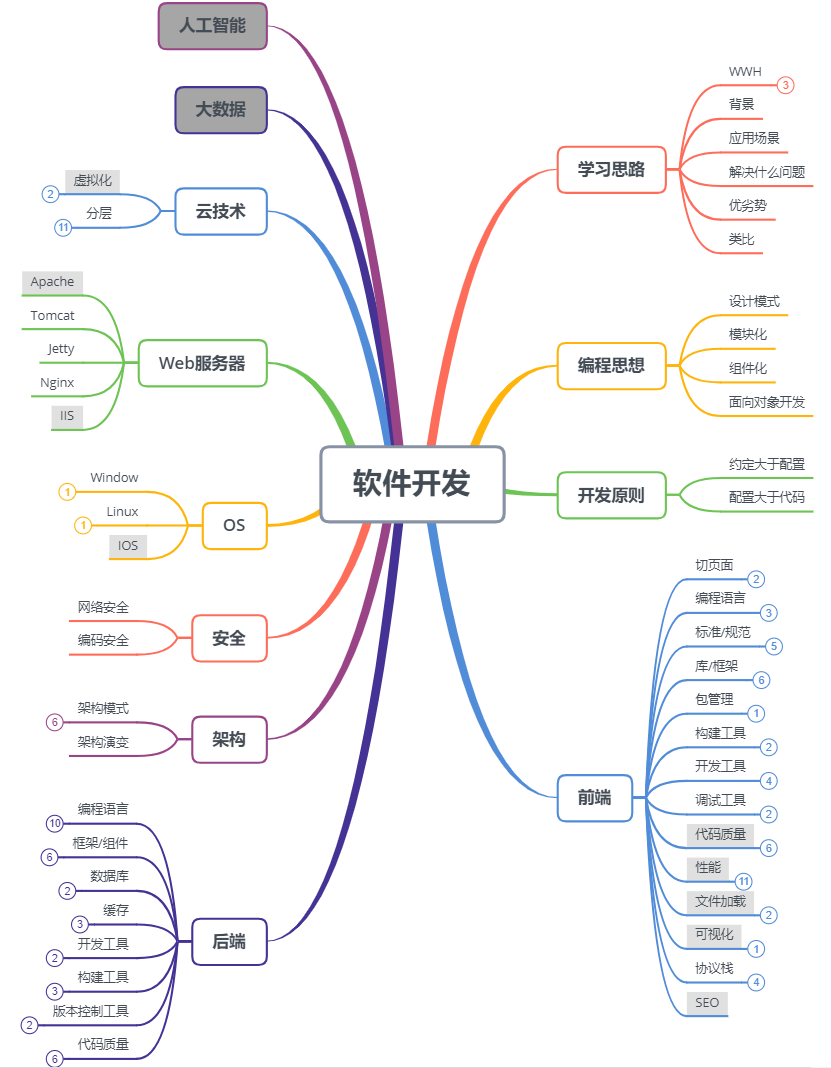 人工智能
大数据
云技术
虚拟化
2
分层
11
Web服务器
Apache
Tomcat
Jetty
Nginx
IIS
OS
Window
1
Linux
1
IOS
安全
网络安全
编码安全
架构
架构模式
6
架构演变
后端
编程语言
10
框架/组件
6
数据库
2
缓存
3
开发工具
2
构建工具
3
版本控制工具
2
代码质量
6
软件开发
学习思路
WWH
3
背景
应用场景
解决什么问题
优劣势
类比
编程思想
设计模式
模块化
组件化
面向对象开发
开发原则
约定大于配置
配置大于代码
前端
切页面
2
编程语言
3
标准/规范
5
库/框架
6
包管理
1
构建工具
2
开发工具
4
调试工具
2
代码质量
6
性能
11
文件加载
2
可视化
1
协议栈
4
SEO